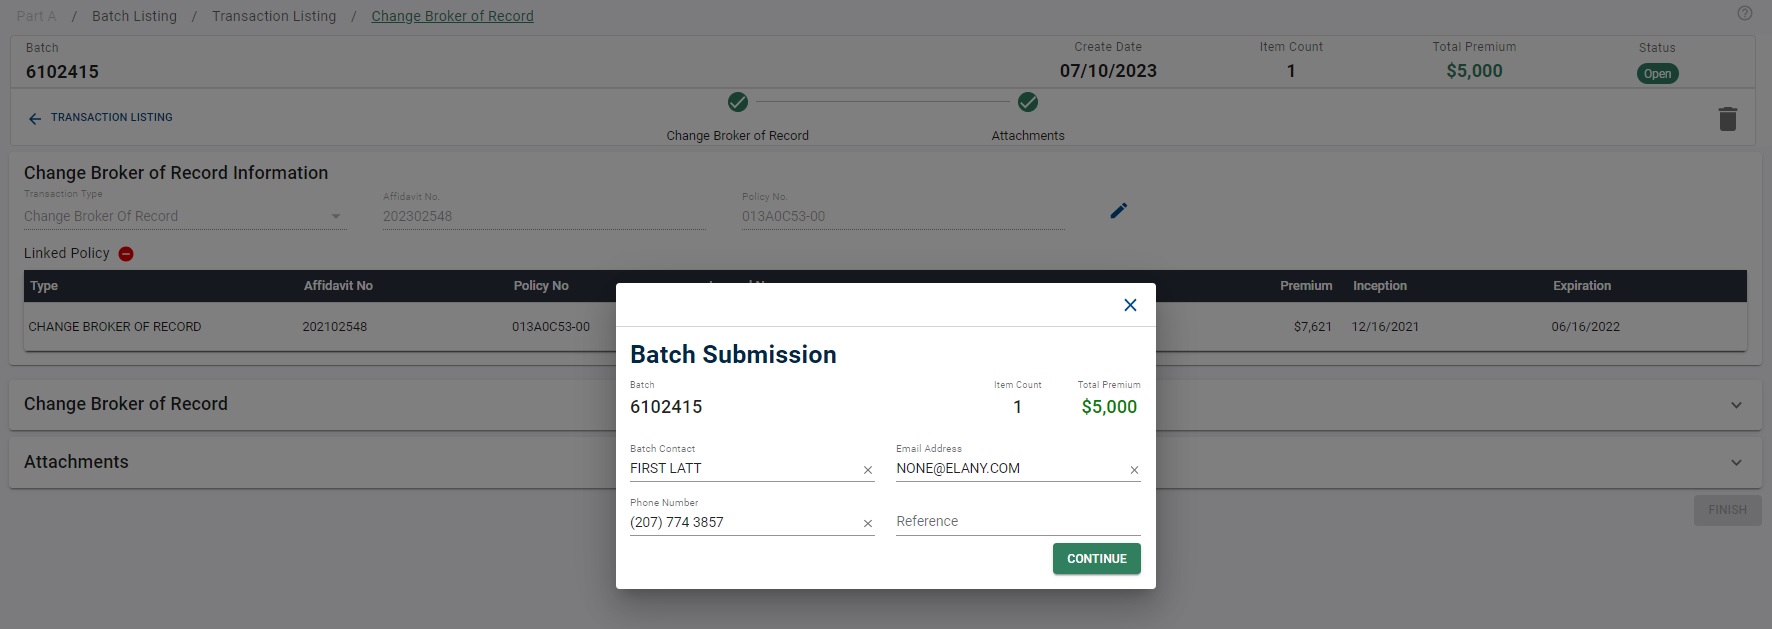 Part A / Batch Listing / Transaction Listing / Change Broker of Record
Batch Create Date Item Count Total Premium Status
6102415 07/10/2023 1 $5,000 Open
TRANSACTION LISTING
Change Broker of Record Attachments
Change Broker of Record Information
Transaction Type Affidavit No. Policy No.
Change Broker Of Record 202302548 013A0C53-00
Linked Policy
Type Affidavit No Policy No Premium Inception Expiration
CHANGE BROKER OF RECORD 202102548 013A0C53-00 $7,621 12/16/2021 06/16/2022
Batch Submission
Batch Item Count Total Premium
6102415 1 $5,000
Batch Contact Email Address
FIRST LATT NONE@ELANY.COM
Phone Number
(207) 774 3857 Reference
CONTINUE
Change Broker of Record
Attachments
FINISH